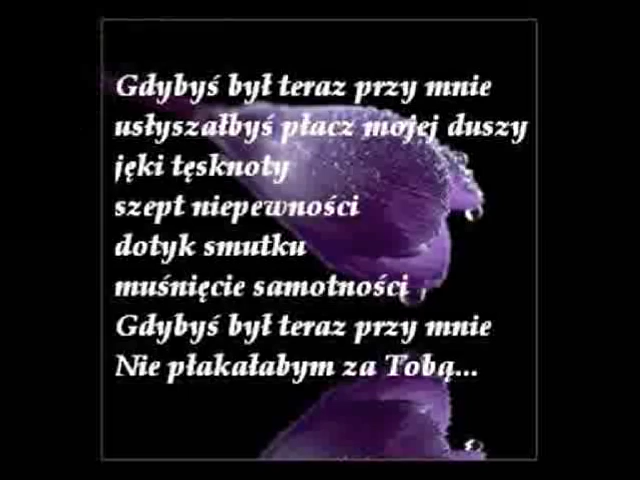 Gdybyś był teraz przy mnie
usłyszałbyś płacz mojej duszy
jęki tęsknoty
szept niepewności
dotyk smutku
muśnięcie samotności
Gdybyś był teraz przy mnie
Nie płakałabym za Tobą...